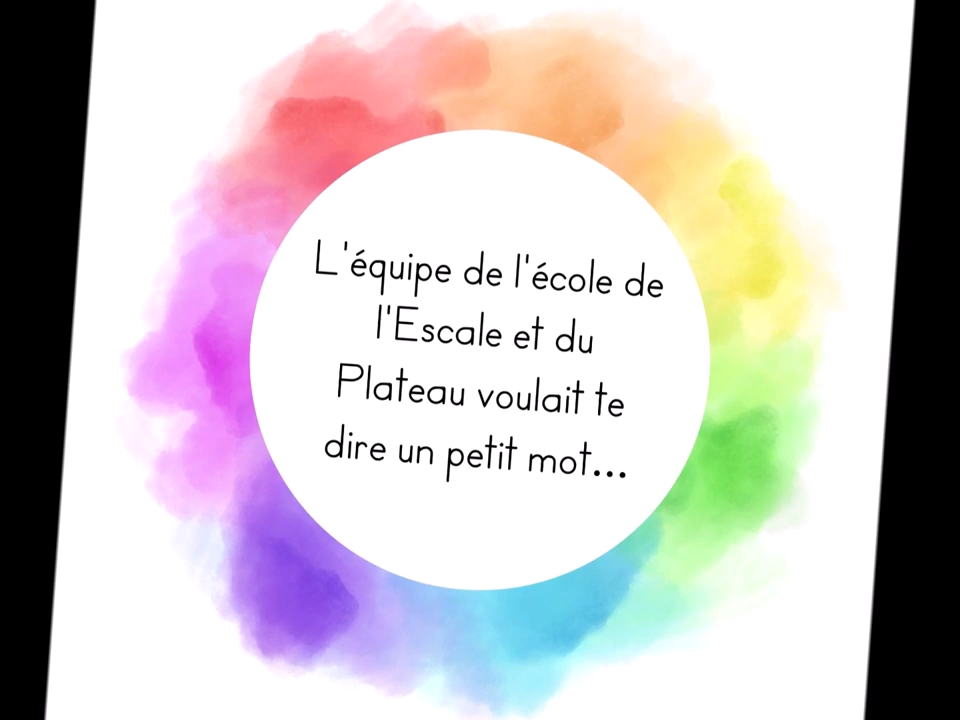 L'équipe de l'école de
l'Escale et du
Plateau voulait te
dire un petit mot...